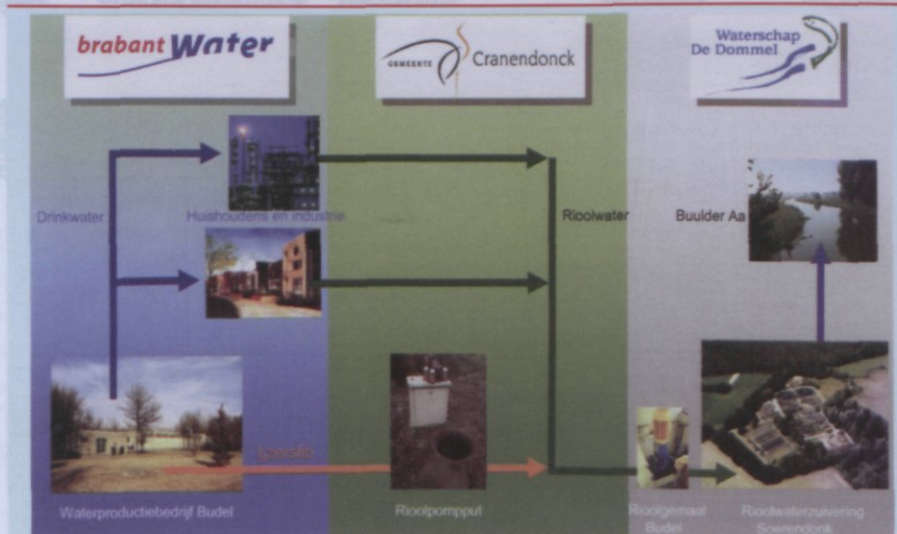 brabant Water
GEMEENTE Cranendonck
Waterschap
De Dommel
Drinkwater
Huishoudens en industrie
Rioolwater
Buulder Aa
IJzerslib
Waterproductiebedrijf Budel
Rioolpompput
Rioolgemaal
Budel
Rioolwaterzuivering
Soerendonk